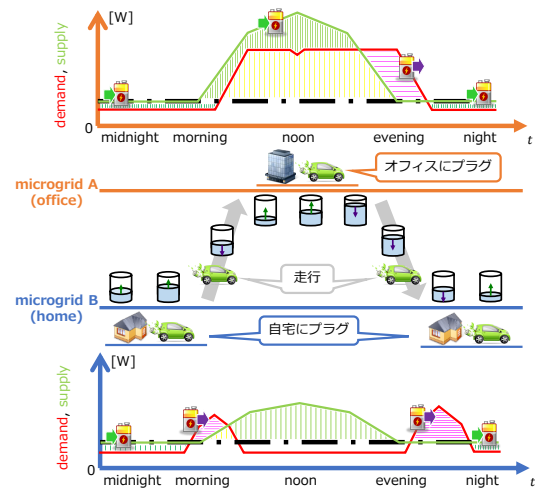 [W]
demand, supply
0
midnight morning noon evening night t
オフィスにプラグ
microgrid A
(office)
走行
microgrid B
(home)
自宅にプラグ
[W]
demand, supply
0
midnight morning noon evening night t